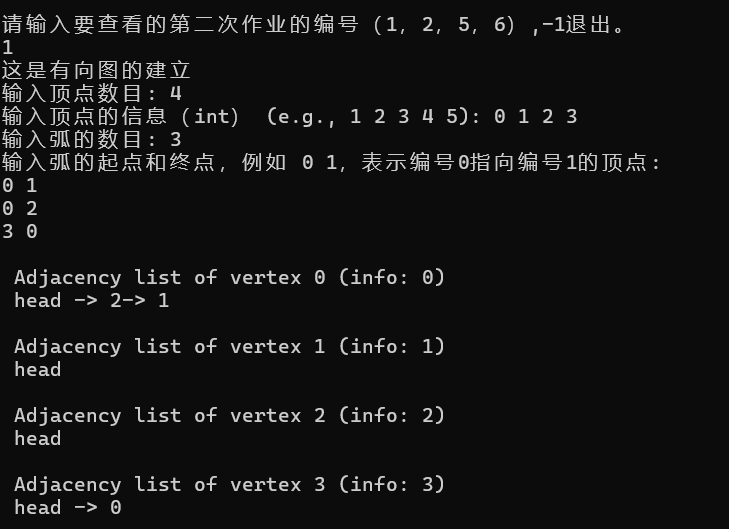 请输入要查看的第二次作业的编号（1，2，5，6）,-1退出。
1
这是有向图的建立
输入顶点数目：4
输入顶点的信息（int） (e.g., 1 2 3 4 5): 0 1 2 3
输入弧的数目：3
输入弧的起点和终点，例如 0 1，表示编号0指向编号1的顶点：
0 1
0 2
3 0
Adjacency list of vertex 0 (info: 0)
head -> 2-> 1
Adjacency list of vertex 1 (info: 1)
head
Adjacency list of vertex 2 (info: 2)
head
Adjacency list of vertex 3 (info: 3)
head -> 0